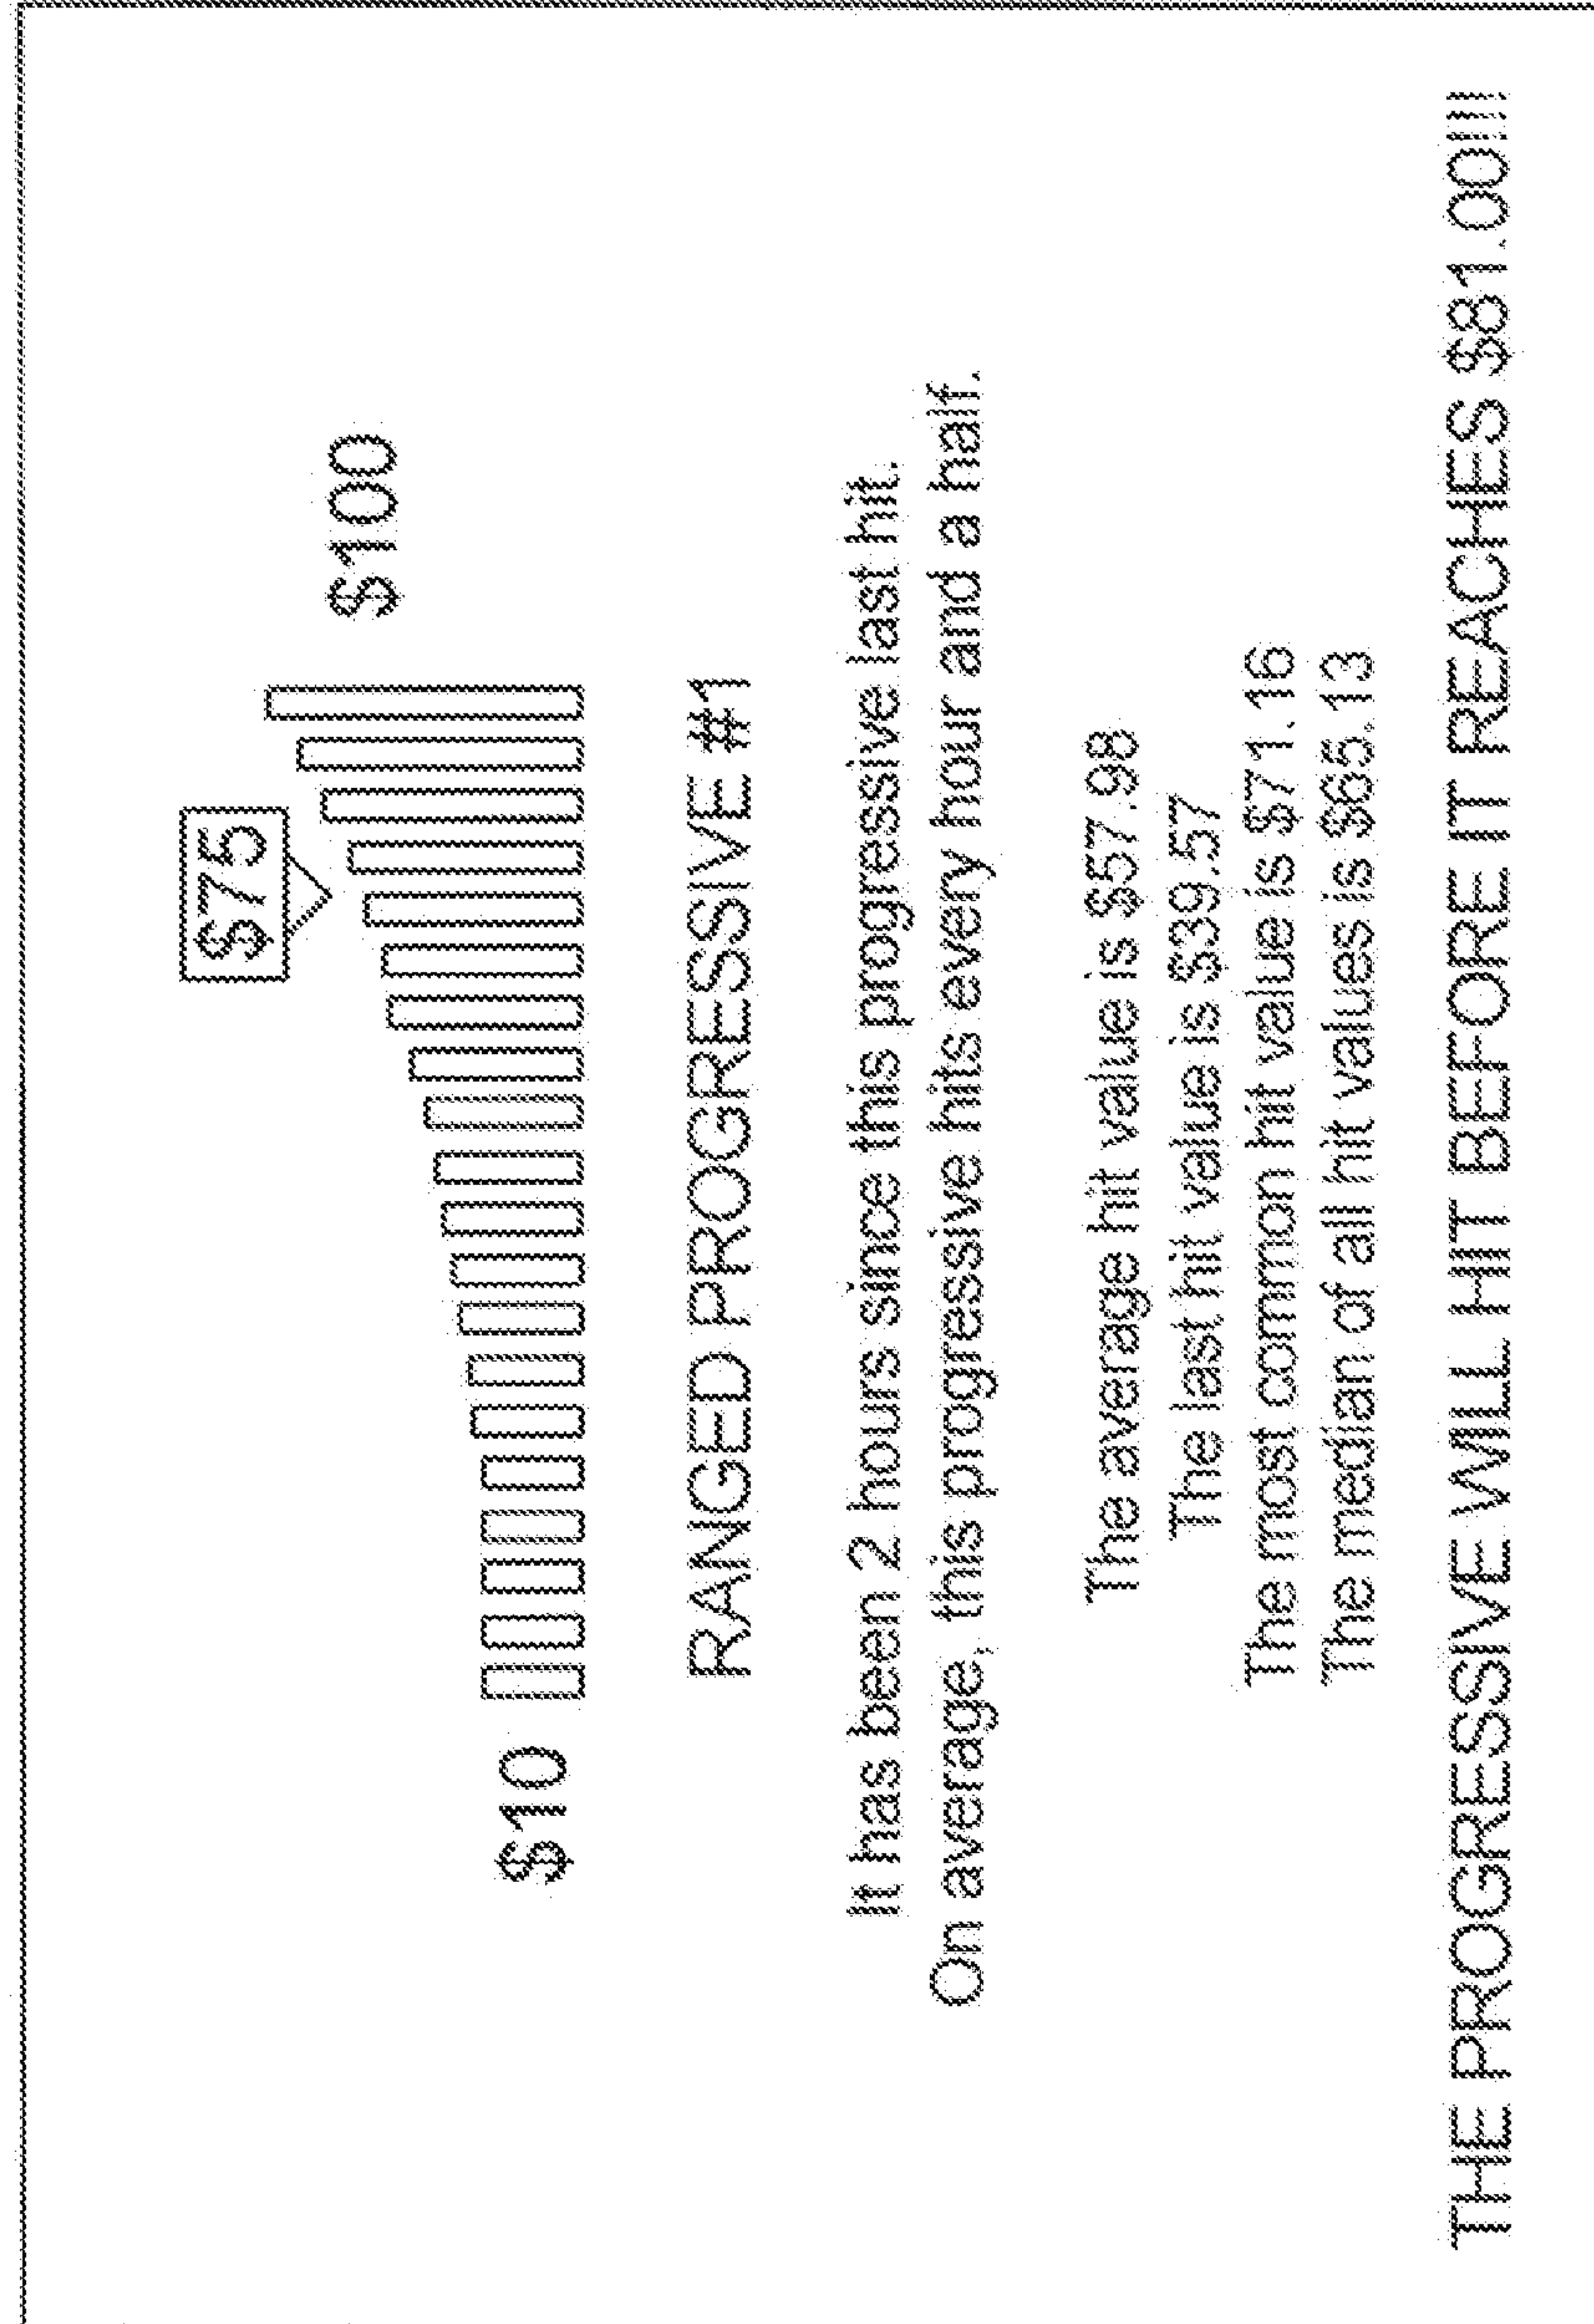 $75
$100
$10
RANGED PROGRESSIVE #1
It has been 2 hours since this progressive last hit.
On average, this progressive hits every hour and a half.
The average hit value is $57.98
The last hit value is $39.57
The most common hit value is $71.16
The median of all hit values is $65.13
THE PROGRESSIVE WILL HIT BEFORE IT REACHES $81.00!!!!